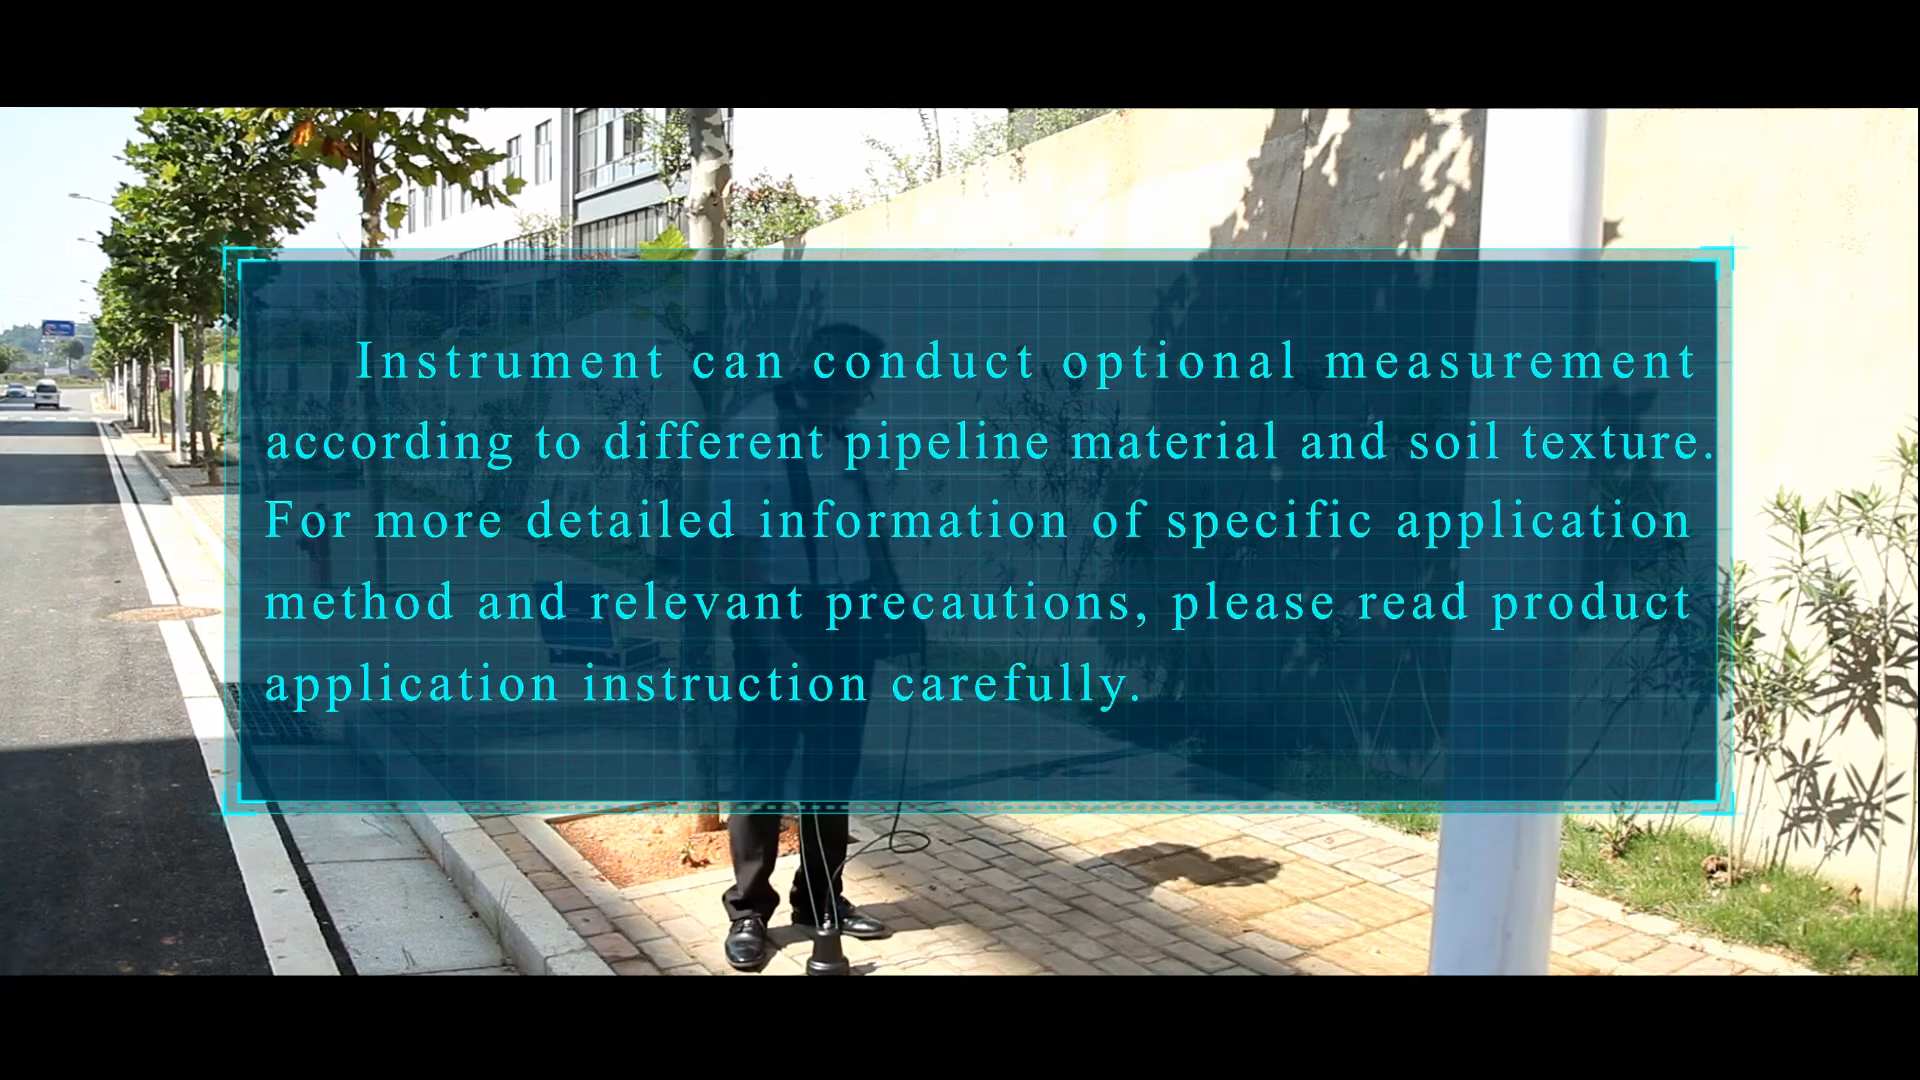 Instrument can conduct optional measurement
according to different pipeline material and soil texture.
For more detailed information of specific application
method and relevant precautions, please read product
application instruction carefully.